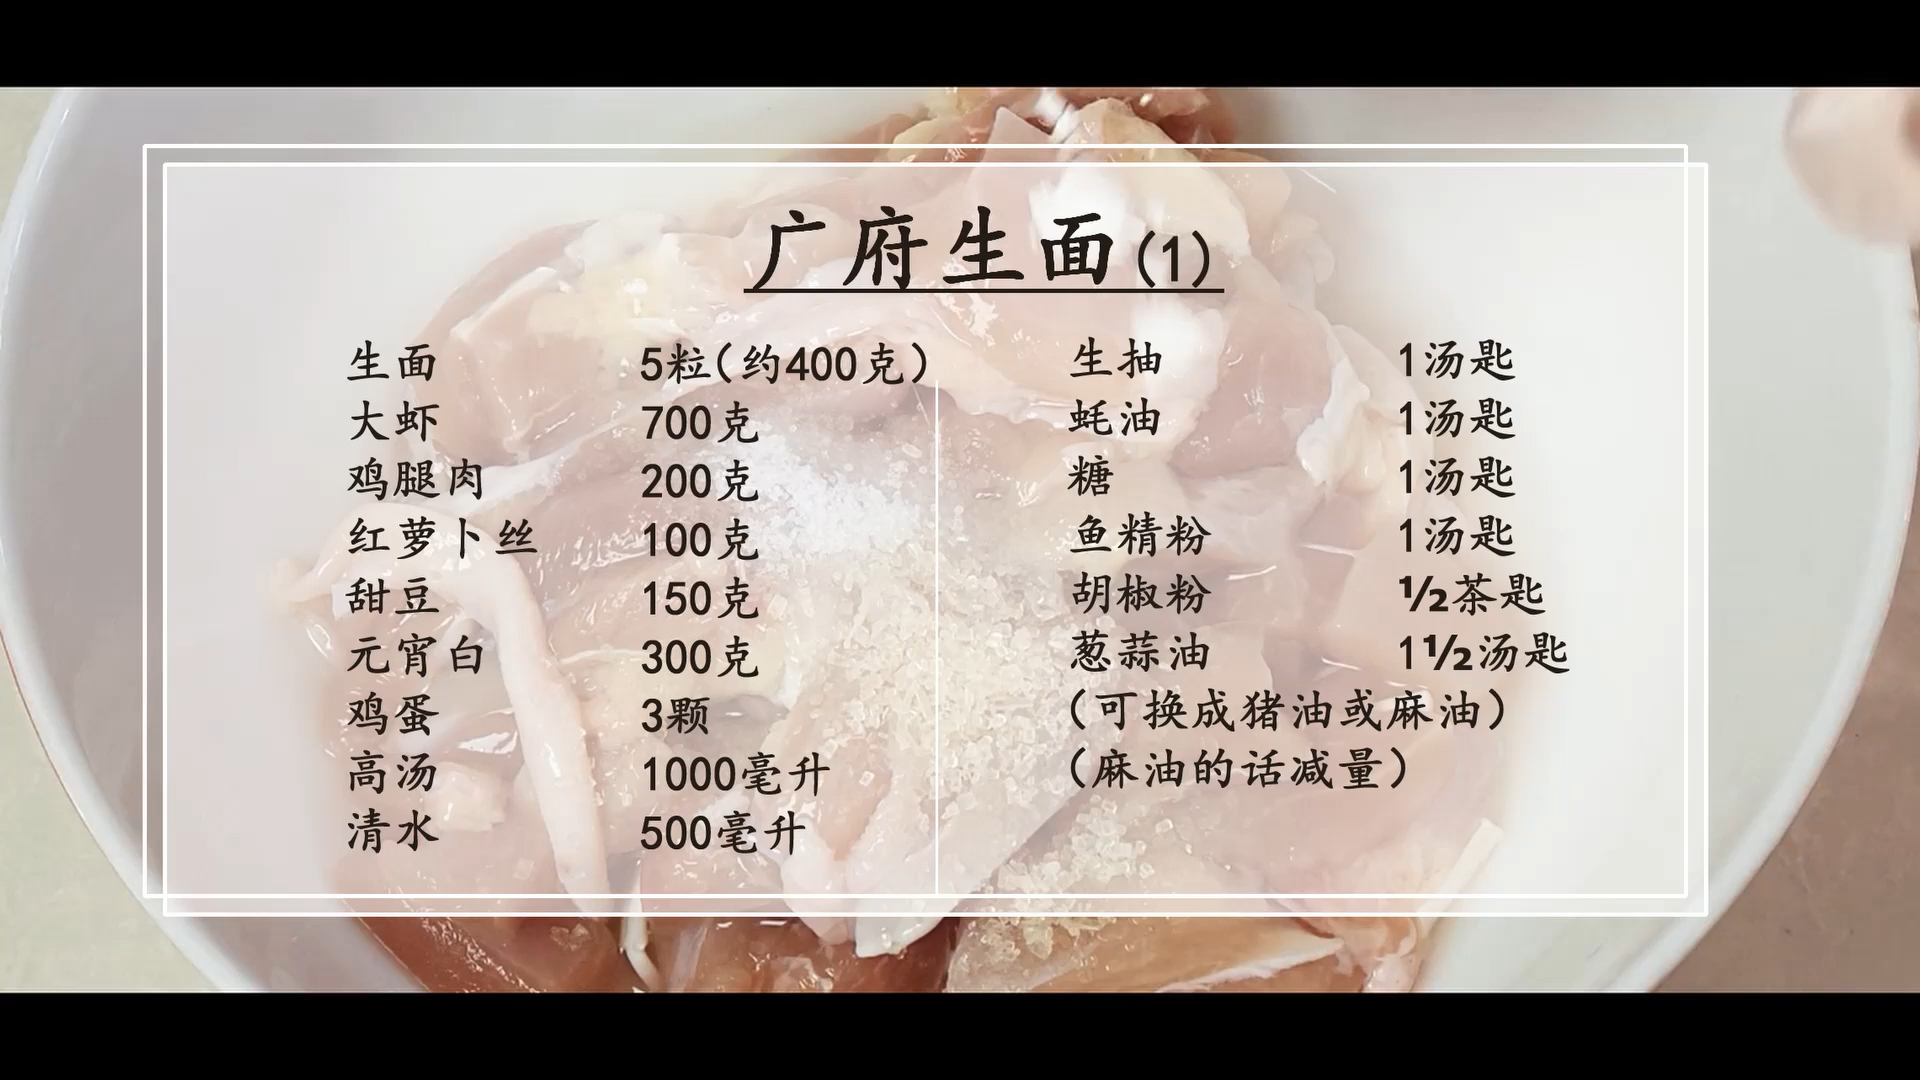 广府生面(1)
生面 5粒(约400克)
大虾 700克
鸡腿肉 200克
红萝卜丝 100克
甜豆 150克
元宵白 300克
鸡蛋 3颗
高汤 1000毫升
清水 500毫升
生抽 1汤匙
蚝油 1汤匙
糖 1汤匙
鱼精粉 1汤匙
胡椒粉 ½茶匙
葱蒜油 1½汤匙
(可换成猪油或麻油)
(麻油的话减量)